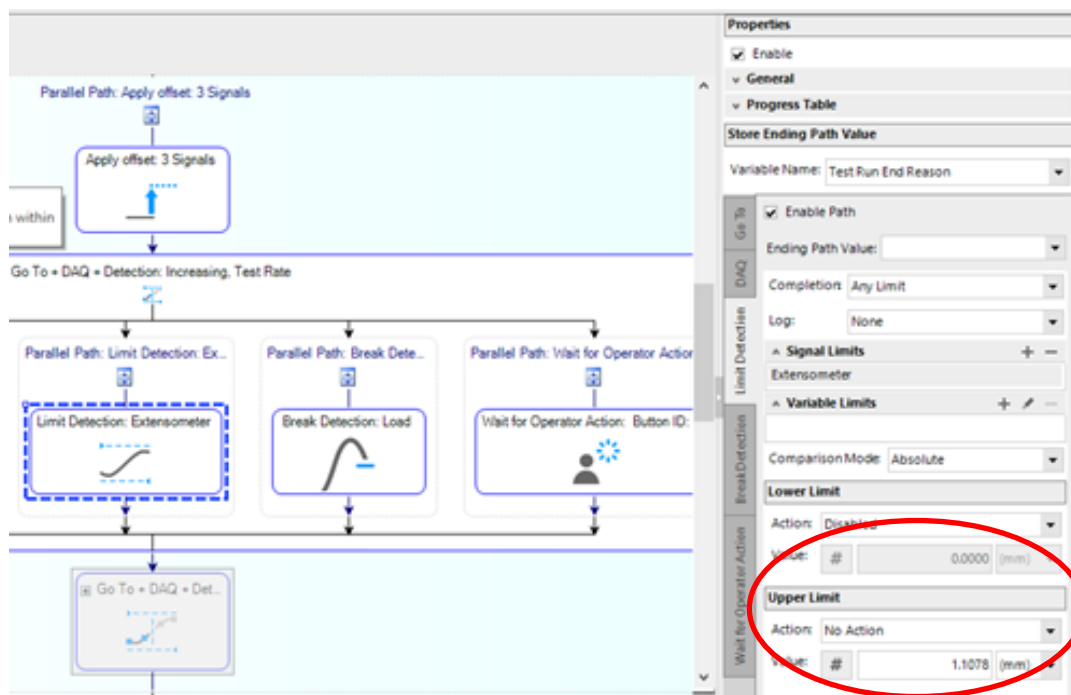 Parallel Path: Apply offset: 3 Signals
Apply offset: 3 Signals
within
Go To + DAQ + Detection: Increasing, Test Rate
Parallel Path: Limit Detection: Ex...
Parallel Path: Break Dete...
Parallel Path: Wait for Operator Action
Limit Detection: Extensometer
Break Detection: Load
Wait for Operator Action: Button ID:
Go To + DAQ + Det...
Properties
Enable
General
Progress Table
Store Ending Path Value
Variable Name: Test Run End Reason
Go To
DAQ
Limit Detection
BreakDetection
Wait for Operator Action
Enable Path
Ending Path Value:
Completion: Any Limit
Log: None
Signal Limits + −
Extensometer
Variable Limits + −
Comparison Mode: Absolute
Lower Limit
Action: Disabled
Value: # 0.0000 (mm)
Upper Limit
Action: No Action
Value: # 1.1078 (mm)